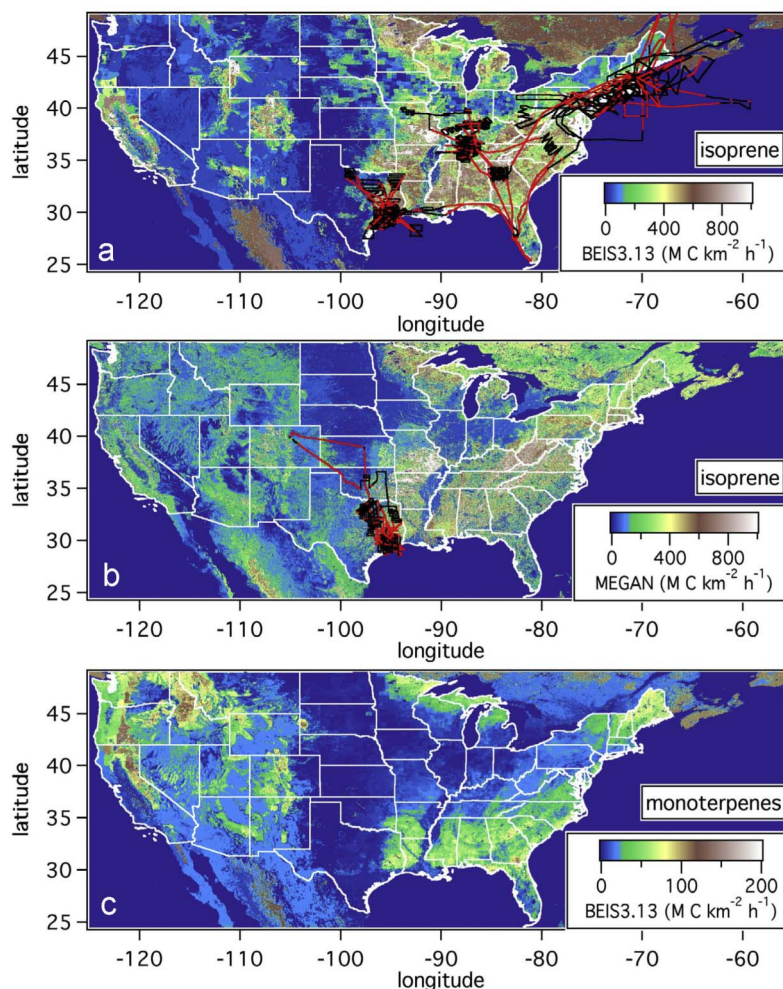 latitude
45
40
35
30
25
a
isoprene
0 400 800
BEIS3.13 (M C km⁻² h⁻¹)
-120 -110 -100 -90 -80 -70 -60
longitude
latitude
45
40
35
30
25
b
isoprene
0 400 800
MEGAN (M C km⁻² h⁻¹)
-120 -110 -100 -90 -80 -70 -60
longitude
latitude
45
40
35
30
25
c
monoterpenes
0 100 200
BEIS3.13 (M C km⁻² h⁻¹)
-120 -110 -100 -90 -80 -70 -60
longitude